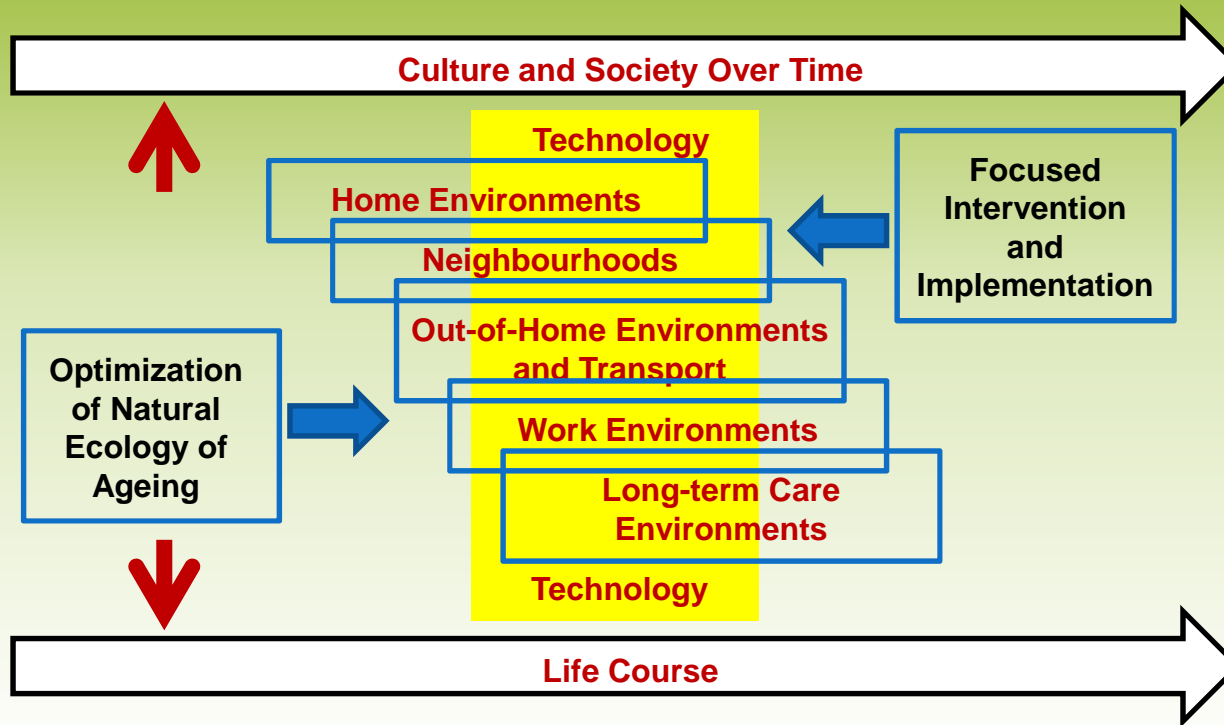 Culture and Society Over Time
Technology
Home Environments
Neighbourhoods
Out-of-Home Environments
and Transport
Work Environments
Long-term Care
Environments
Technology
Focused
Intervention
and
Implementation
Optimization
of Natural
Ecology of
Ageing
Life Course